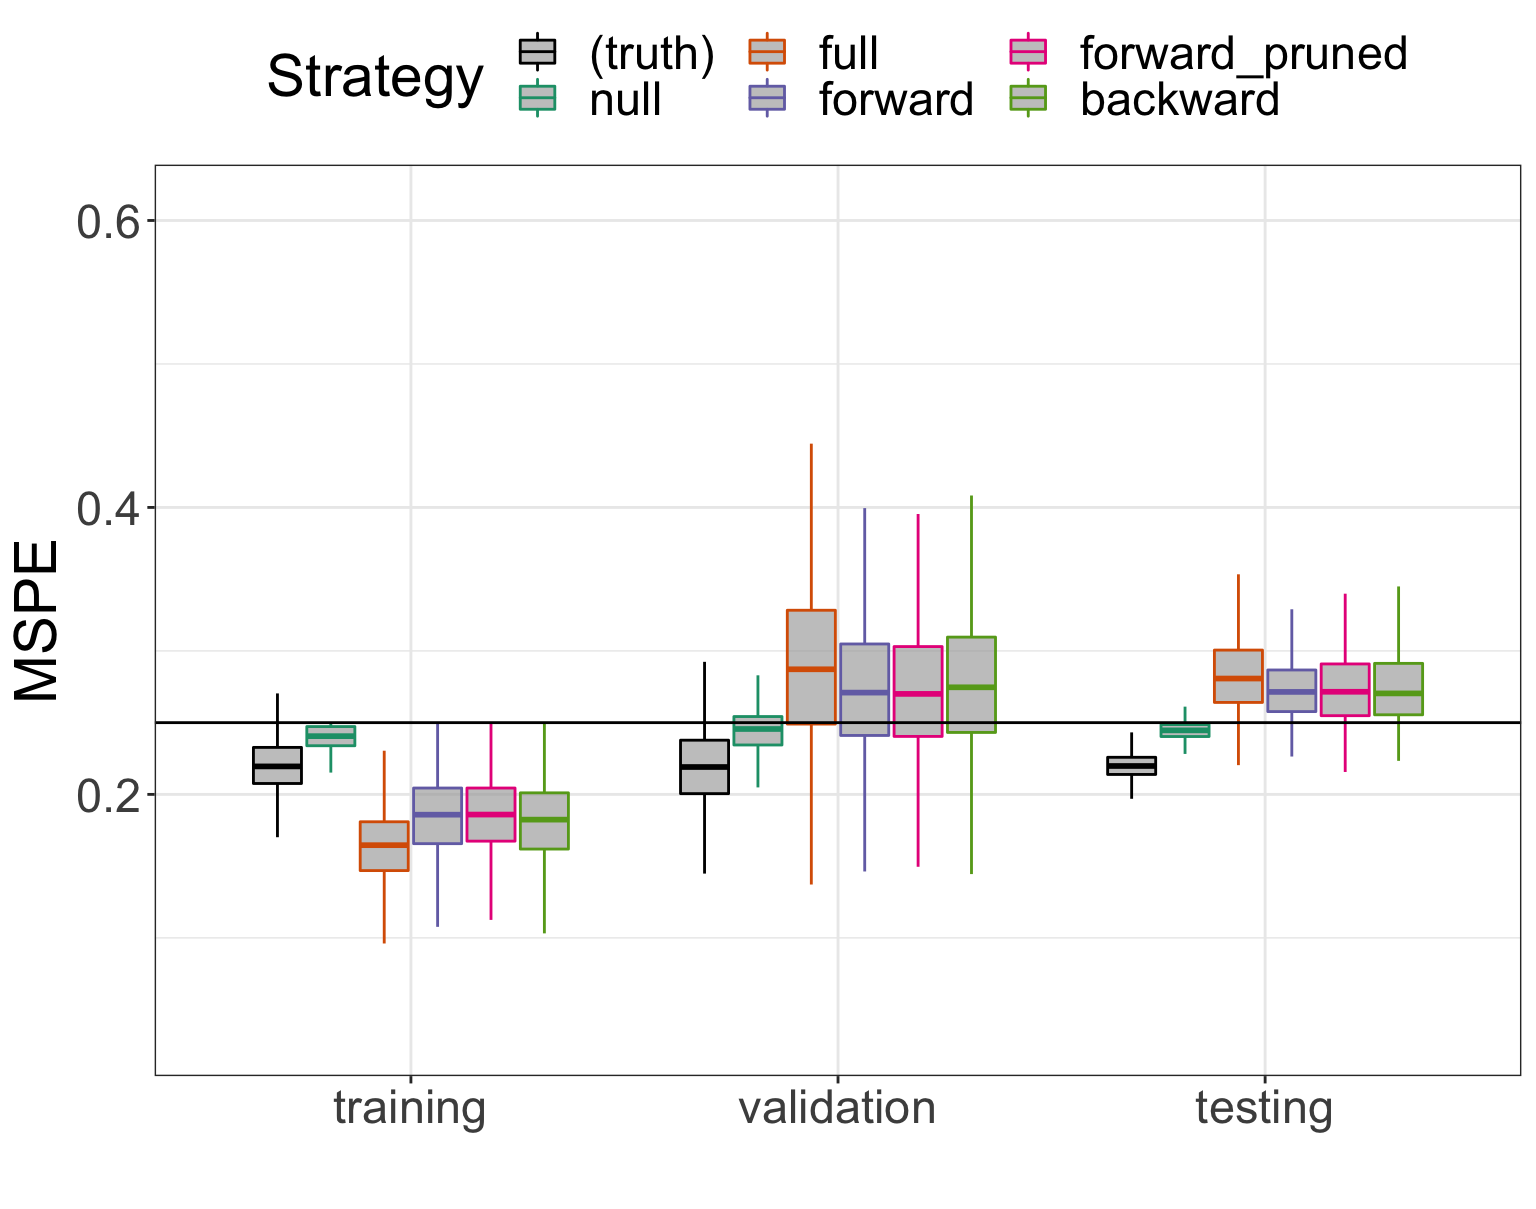 Strategy
(truth) full forward_pruned
null forward backward
MSPE
0.6
0.4
0.2
training validation testing